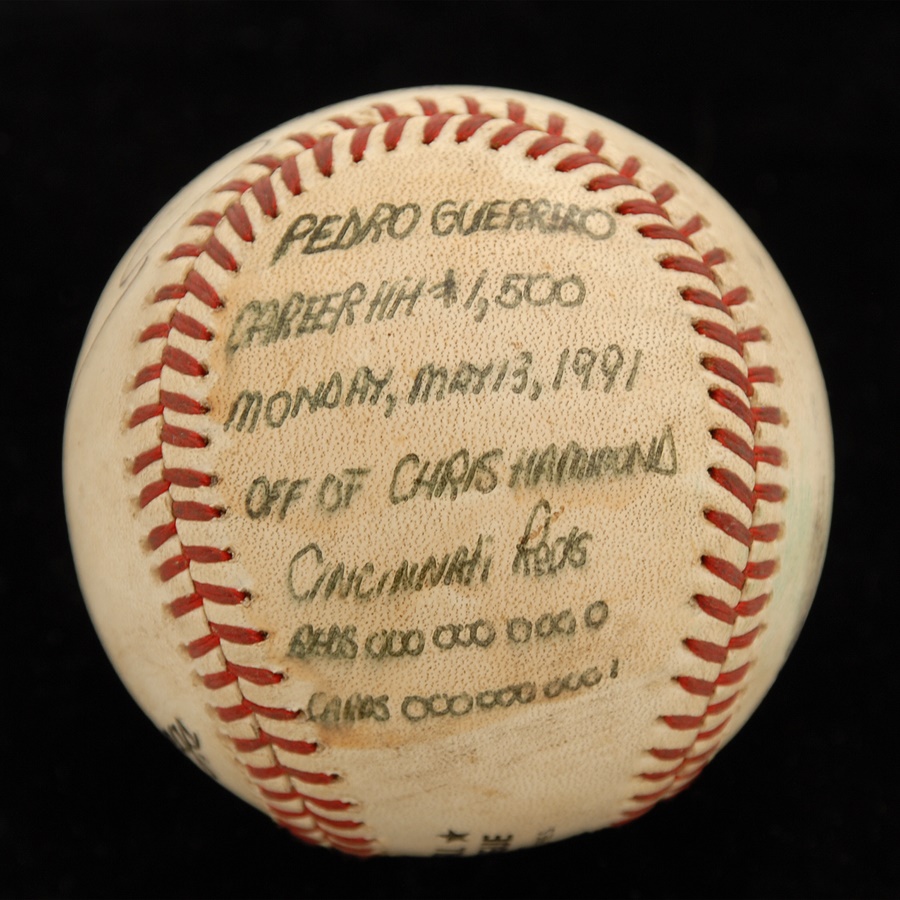 PEDRO GUERRERO
CAREER Hit #1,500
MONDAY, MAY 13, 1991
OFF OF CHRIS HAMMOND
Cincinnati Reds
REDS 000 000 000 0
CARDS 000 000 000 1